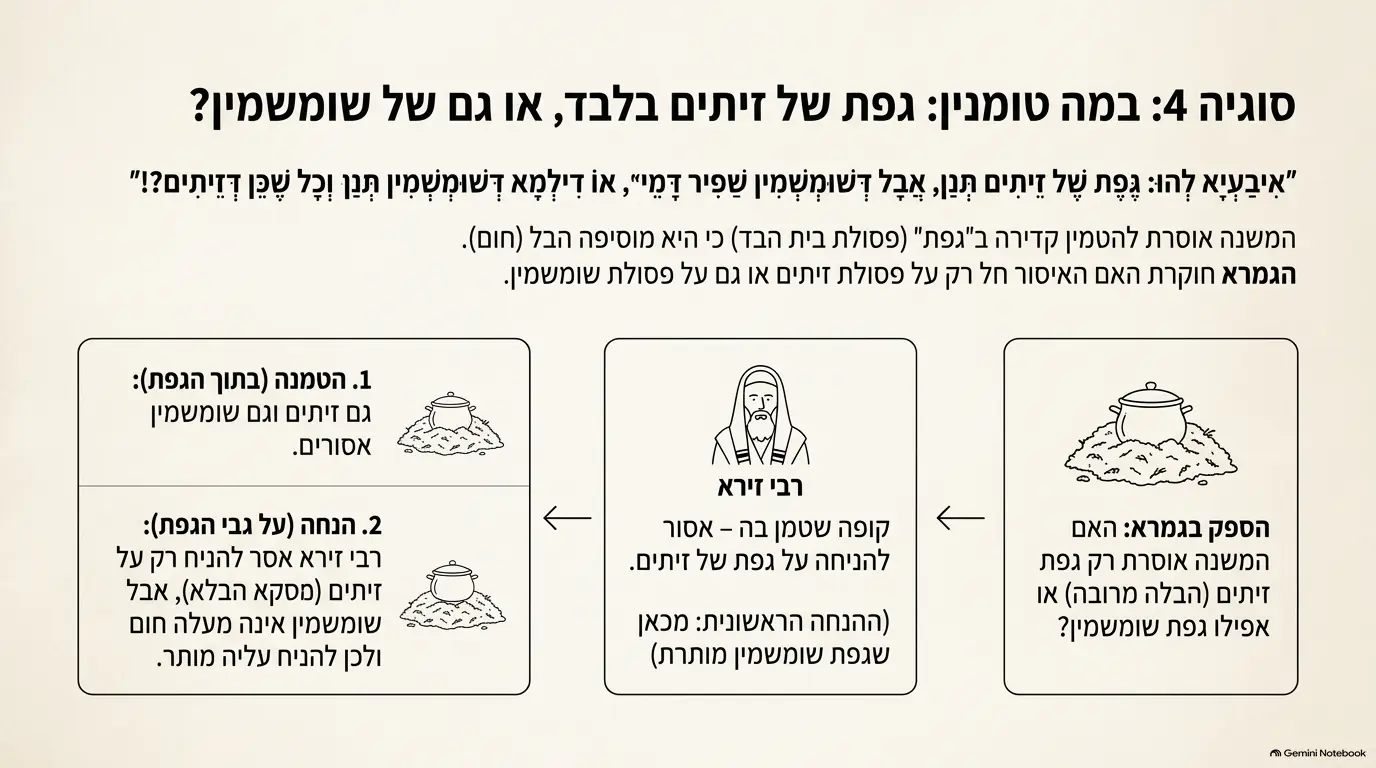 סוגיה 4: במה טומנין: גפת של זיתים בלבד, או גם של שומשמין?
"אִיבַּעְיָא לְהוּ: גֶּפֶת שֶׁל זֵיתִים תְּנַן, אֲבָל דְּשׁוּמְשְׁמִין שַׁפִּיר דָּמֵי", אוֹ דִילְמָא דְּשׁוּמְשְׁמִין תְּנַן וְכָל שֶׁכֵּן דְּזֵיתִים?!"
המשנה אוסרת להטמין קדירה ב"גפת" (פסולת בית הבד) כי היא מוסיפה הבל (חום).
הגמרא חוקרת האם האיסור חל רק על פסולת זיתים או גם על פסולת שומשמין.
הספק בגמרא: האם
המשנה אוסרת רק גפת
זיתים (הבלה מרובה) או
אפילו גפת שומשמין?
רבי זירא
קופה שטמן בה – אסור
להניחה על גפת של זיתים.
(ההנחה הראשונית: מכאן
שגפת שומשמין מותרת)
1. הטמנה (בתוך הגפת):
גם זיתים וגם שומשמין
אסורים.
2. הנחה (על גבי הגפת):
רבי זירא אסר להניח רק על
זיתים (מסקא הבלא), אבל
שומשמין אינה מעלה חום
ולכן להניח עליה מותר.
Gemini Notebook